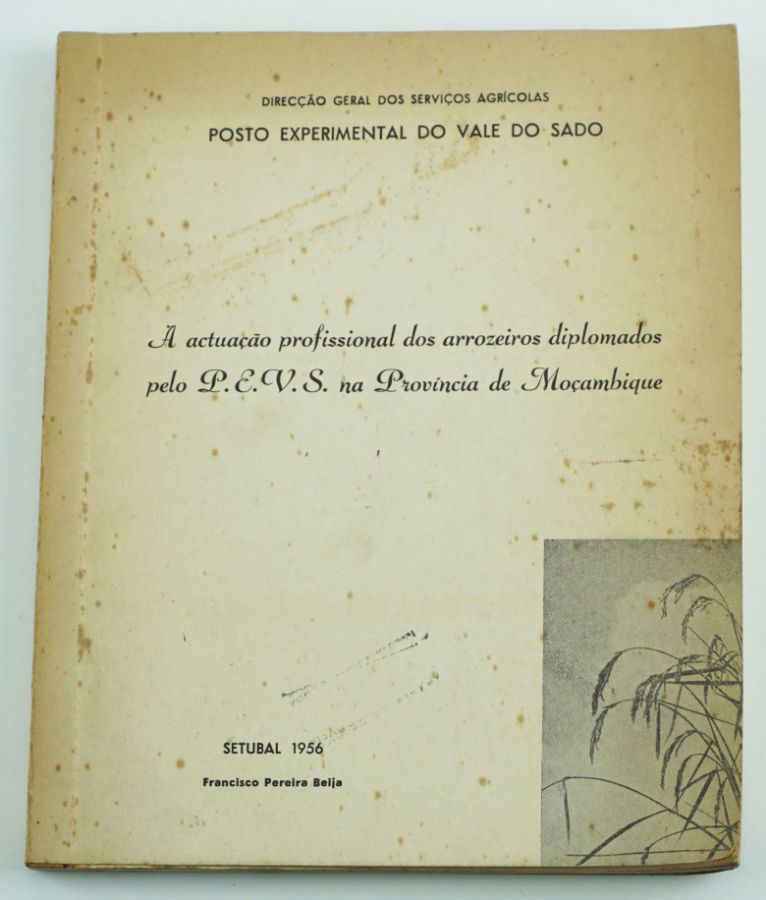 DIRECÇÃO GERAL DOS SERVIÇOS AGRÍCOLAS
POSTO EXPERIMENTAL DO VALE DO SADO
A actuação profissional dos arrozeiros diplomados
pelo P. E. V. S. na Província de Moçambique
SETUBAL 1956
Francisco Pereira Beija